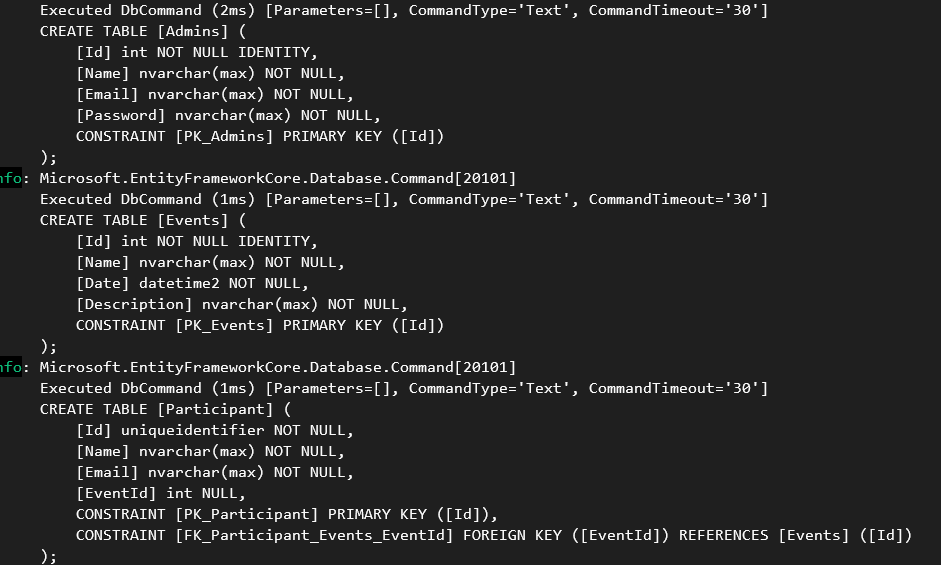 Executed DbCommand (2ms) [Parameters=[], CommandType='Text', CommandTimeout='30']
CREATE TABLE [Admins] (
[Id] int NOT NULL IDENTITY,
[Name] nvarchar(max) NOT NULL,
[Email] nvarchar(max) NOT NULL,
[Password] nvarchar(max) NOT NULL,
CONSTRAINT [PK_Admins] PRIMARY KEY ([Id])
);
nfo: Microsoft.EntityFrameworkCore.Database.Command[20101]
Executed DbCommand (1ms) [Parameters=[], CommandType='Text', CommandTimeout='30']
CREATE TABLE [Events] (
[Id] int NOT NULL IDENTITY,
[Name] nvarchar(max) NOT NULL,
[Date] datetime2 NOT NULL,
[Description] nvarchar(max) NOT NULL,
CONSTRAINT [PK_Events] PRIMARY KEY ([Id])
);
nfo: Microsoft.EntityFrameworkCore.Database.Command[20101]
Executed DbCommand (1ms) [Parameters=[], CommandType='Text', CommandTimeout='30']
CREATE TABLE [Participant] (
[Id] uniqueidentifier NOT NULL,
[Name] nvarchar(max) NOT NULL,
[Email] nvarchar(max) NOT NULL,
[EventId] int NULL,
CONSTRAINT [PK_Participant] PRIMARY KEY ([Id]),
CONSTRAINT [FK_Participant_Events_EventId] FOREIGN KEY ([EventId]) REFERENCES [Events] ([Id])
);